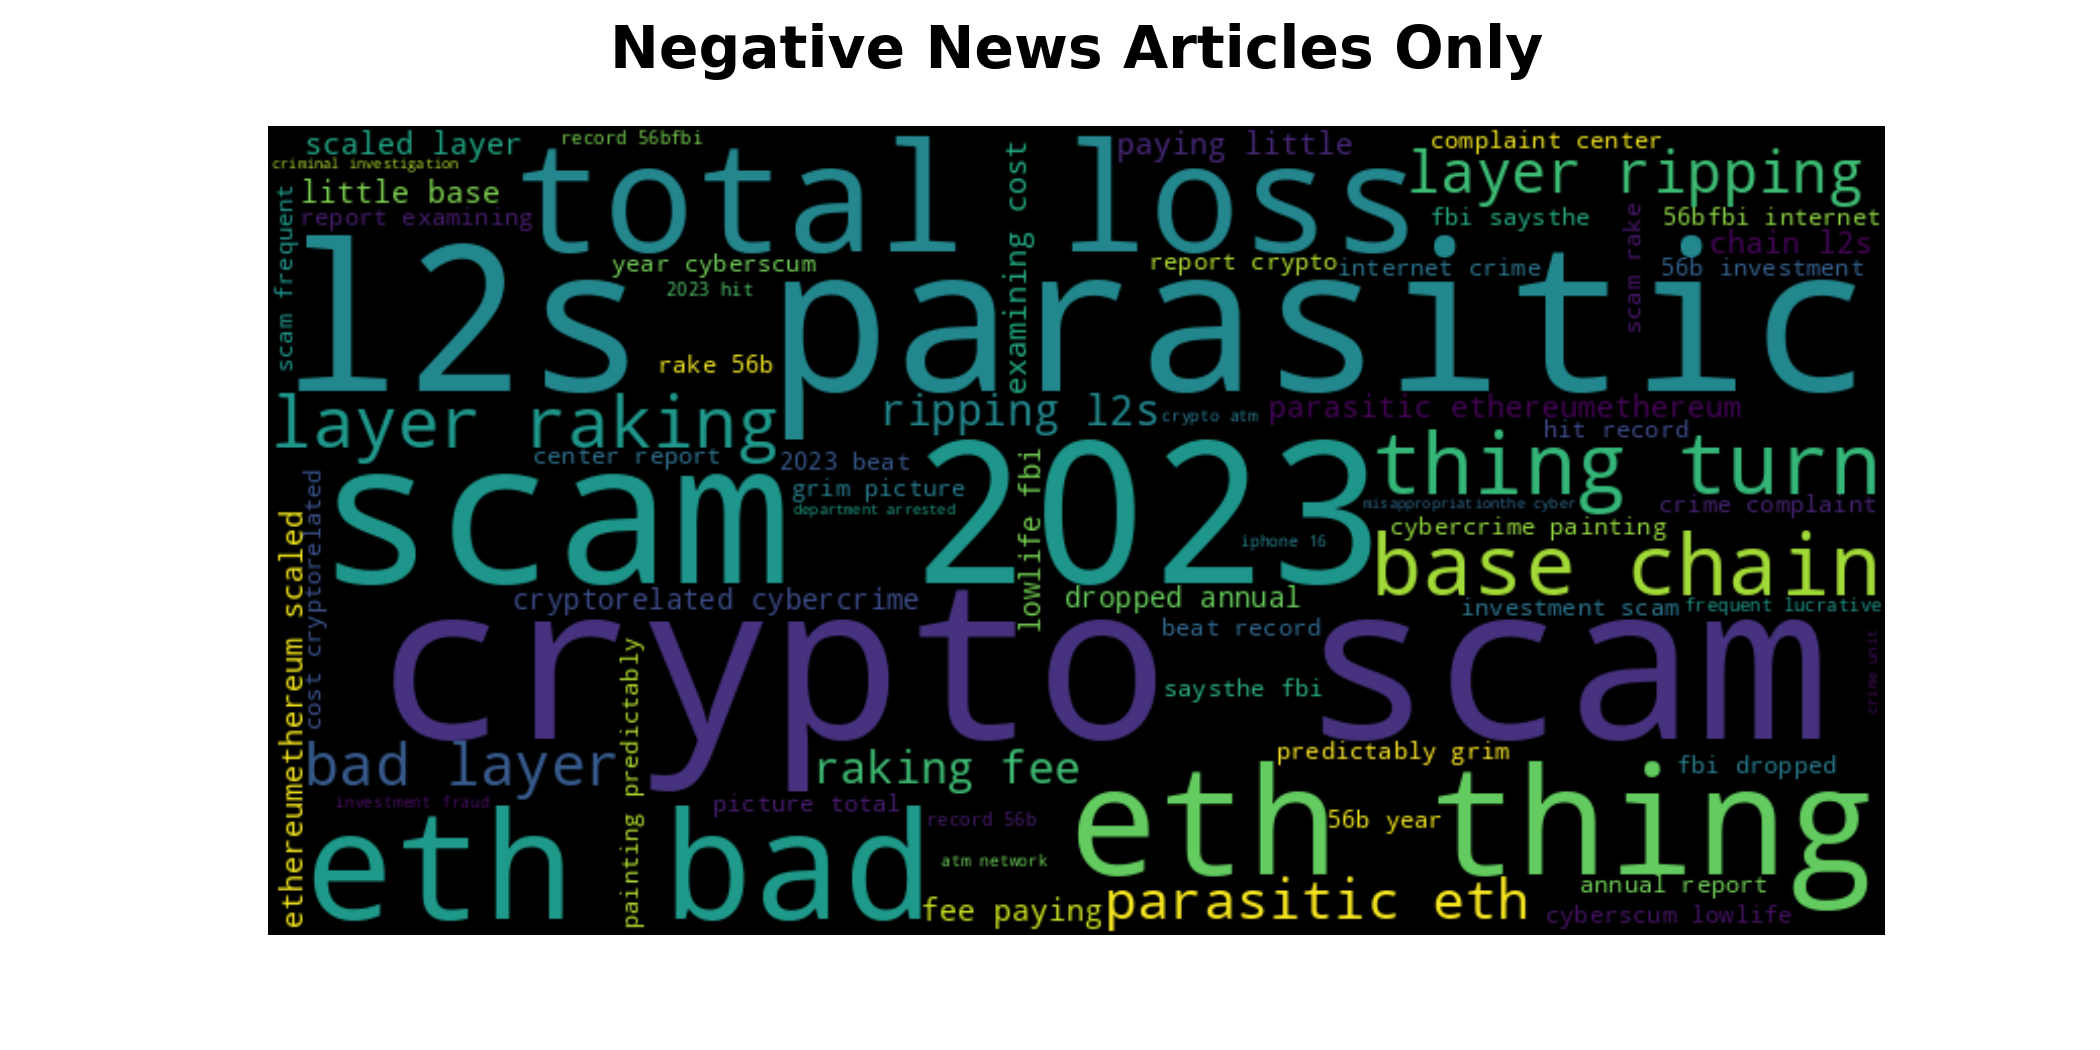 Negative News Articles Only
scaled layer
record 56bfbi
total loss
paying little
complaint center
criminal investigation
layer ripping
little base
report examining
scam frequent
examining cost
fbi saysthe
scam rake
56bfbi internet
chain l2s
l2s parasitic
year cyberscum
report crypto
internet crime
56b investment
2023 hit
rake 56b
layer raking
ripping l2s
crypto atm
parasitic ethereumethereum
hit record
thing turn
center report
2023 beat
scam 2023
lowlife fbi
grim picture
department arrested
misappropriationthe cyber
crime complaint
cybercrime painting
iphone 16
base chain
cost cryptorelated
ethereumethereum scaled
cryptorelated cybercrime
dropped annual
investment scam
frequent lucrative
beat record
crypto scam
crime unit
saysthe fbi
painting predictably
bad layer
raking fee
predictably grim
fbi dropped
investment fraud
picture total
eth bad
record 56b
eth thing
56b year
atm network
annual report
fee paying
parasitic eth
cyberscum lowlife